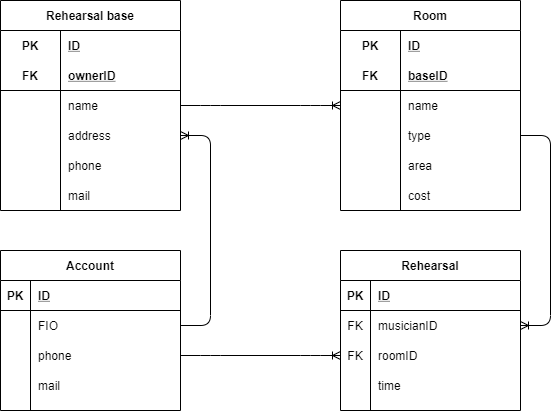 Rehearsal base
PK ID
FK ownerID
name
address
phone
mail
Room
PK ID
FK baseID
name
type
area
cost
Account
PK ID
FIO
phone
mail
Rehearsal
PK ID
FK musicianID
FK roomID
time